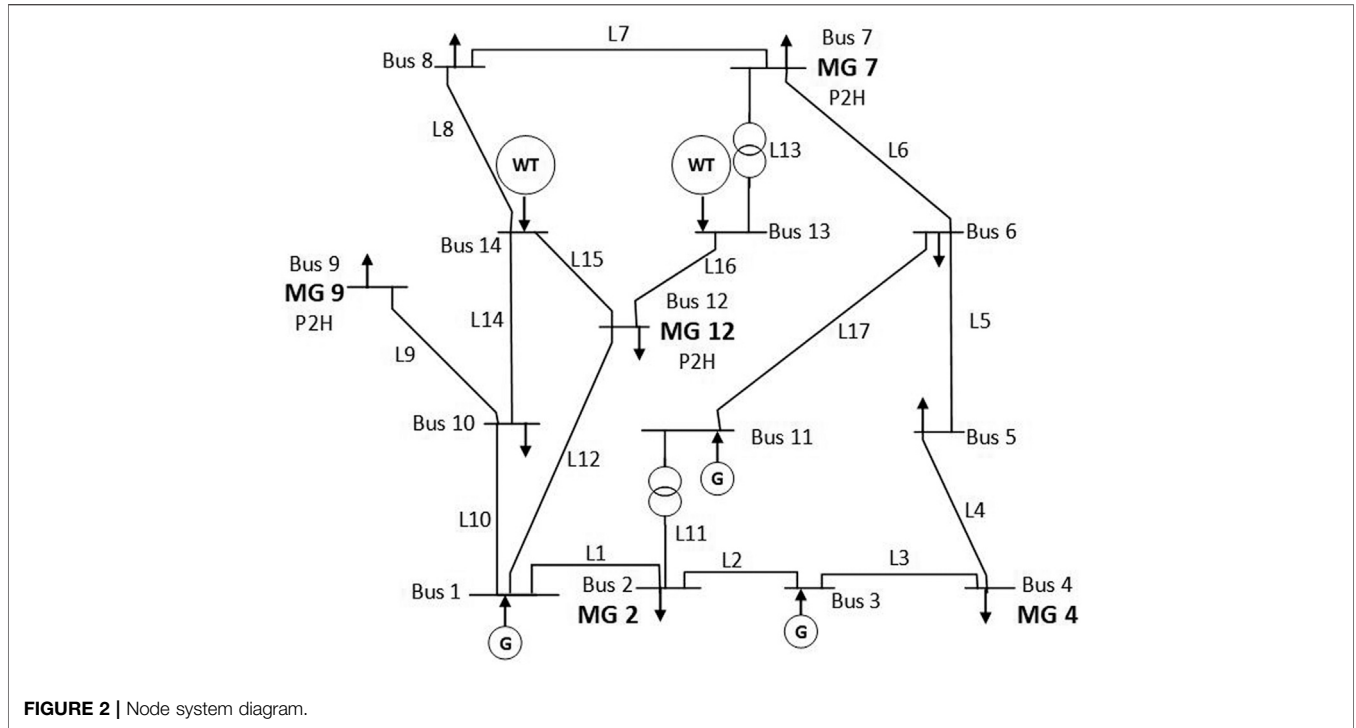 L7
Bus 7
Bus 8
MG 7
P2H
L8
L13
L6
WT
WT
Bus 14
Bus 13
Bus 6
L15
L16
Bus 9
MG 9
P2H
Bus 12
MG 12
P2H
L14
L17
L5
L9
Bus 10
Bus 11
Bus 5
L12
G
L10
L11
L4
L1
L2
L3
Bus 1
Bus 2
MG 2
Bus 3
Bus 4
MG 4
G
G
FIGURE 2 | Node system diagram.